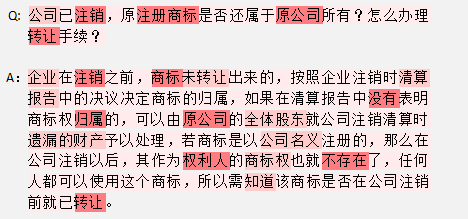 Q: 公司已注销，原注册商标是否还属于原公司所有？怎么办理
转让手续？
A：企业在注销之前，商标未转让出来的，按照企业注销时清算
报告中的决议决定商标的归属，如果在清算报告中没有表明
商标权归属的，可以由原公司的全体股东就公司注销清算时
遗漏的财产予以处理，若商标是以公司名义注册的，那么在
公司注销以后，其作为权利人的商标权也就不存在了，任何
人都可以使用这个商标，所以需知道该商标是否在公司注销
前就已转让。